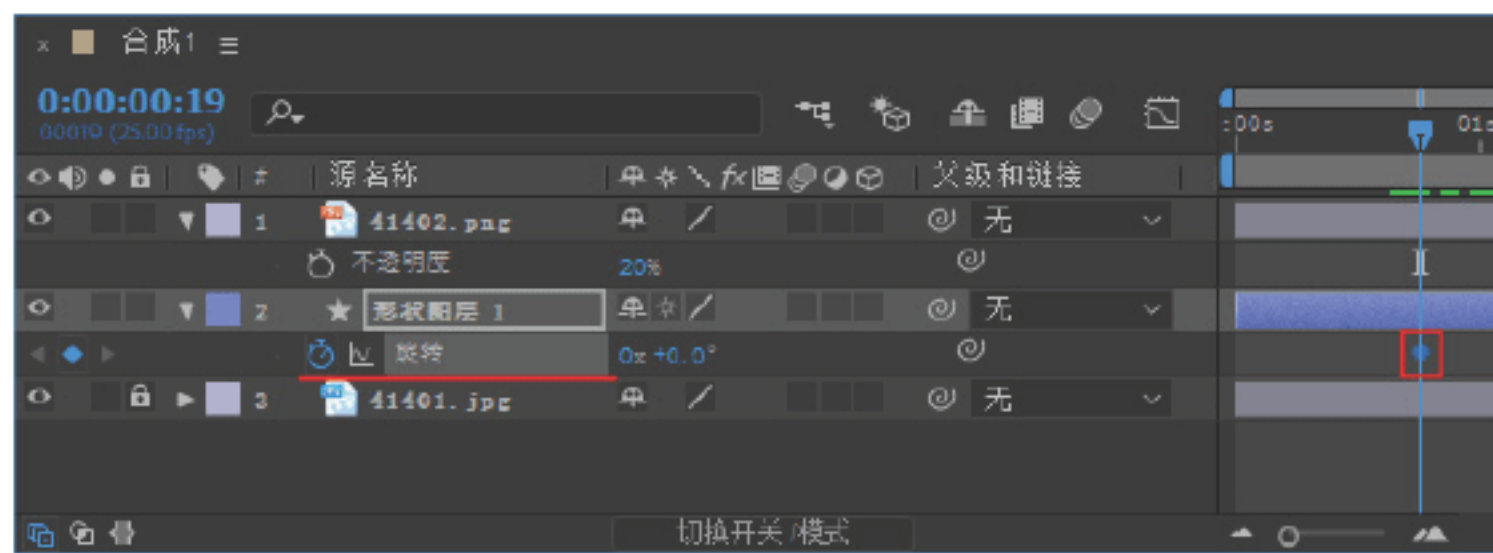 合成1
0:00:00:19
00019 (25.00 fps)
:00s 01s
# 源名称 fx 父级和链接
1 41402.png 无
不透明度 20%
2 形状图层 1 无
旋转 0x +0.0°
3 41401.jpg 无
切换开关/模式